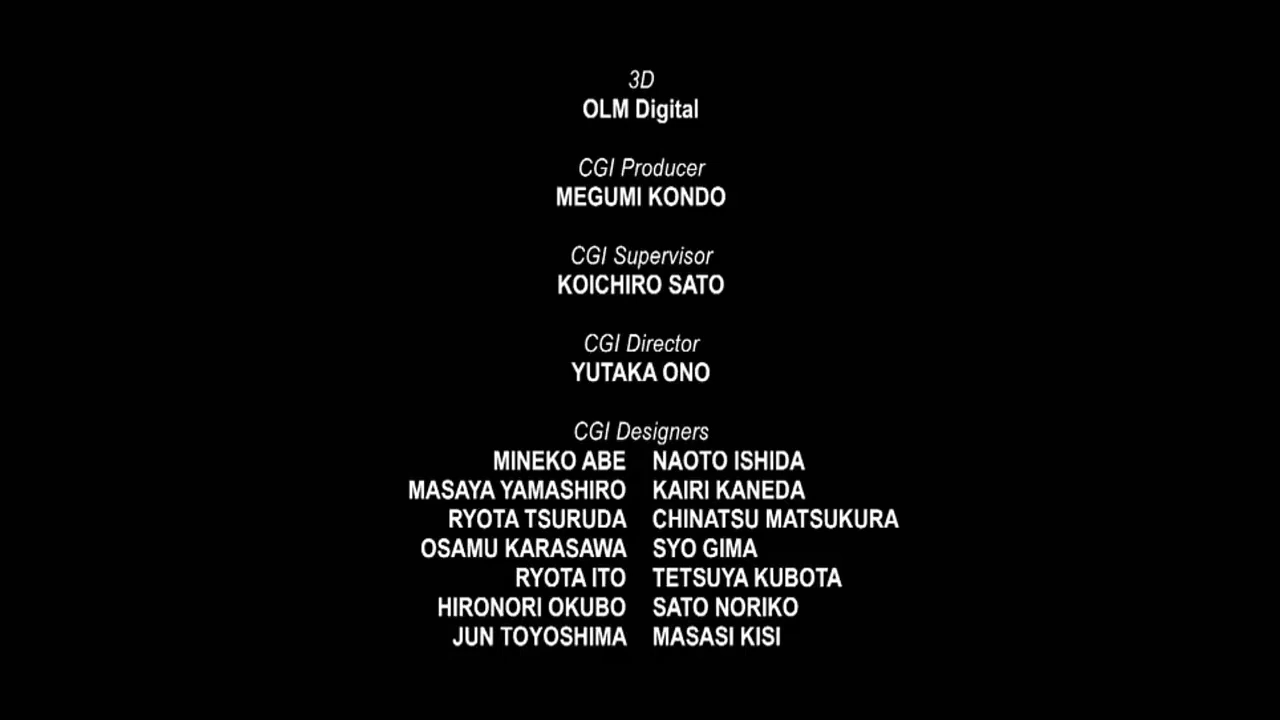 3D
OLM Digital
CGI Producer
MEGUMI KONDO
CGI Supervisor
KOICHIRO SATO
CGI Director
YUTAKA ONO
CGI Designers
MINEKO ABE NAOTO ISHIDA
MASAYA YAMASHIRO KAIRI KANEDA
RYOTA TSURUDA CHINATSU MATSUKURA
OSAMU KARASAWA SYO GIMA
RYOTA ITO TETSUYA KUBOTA
HIRONORI OKUBO SATO NORIKO
JUN TOYOSHIMA MASASI KISI